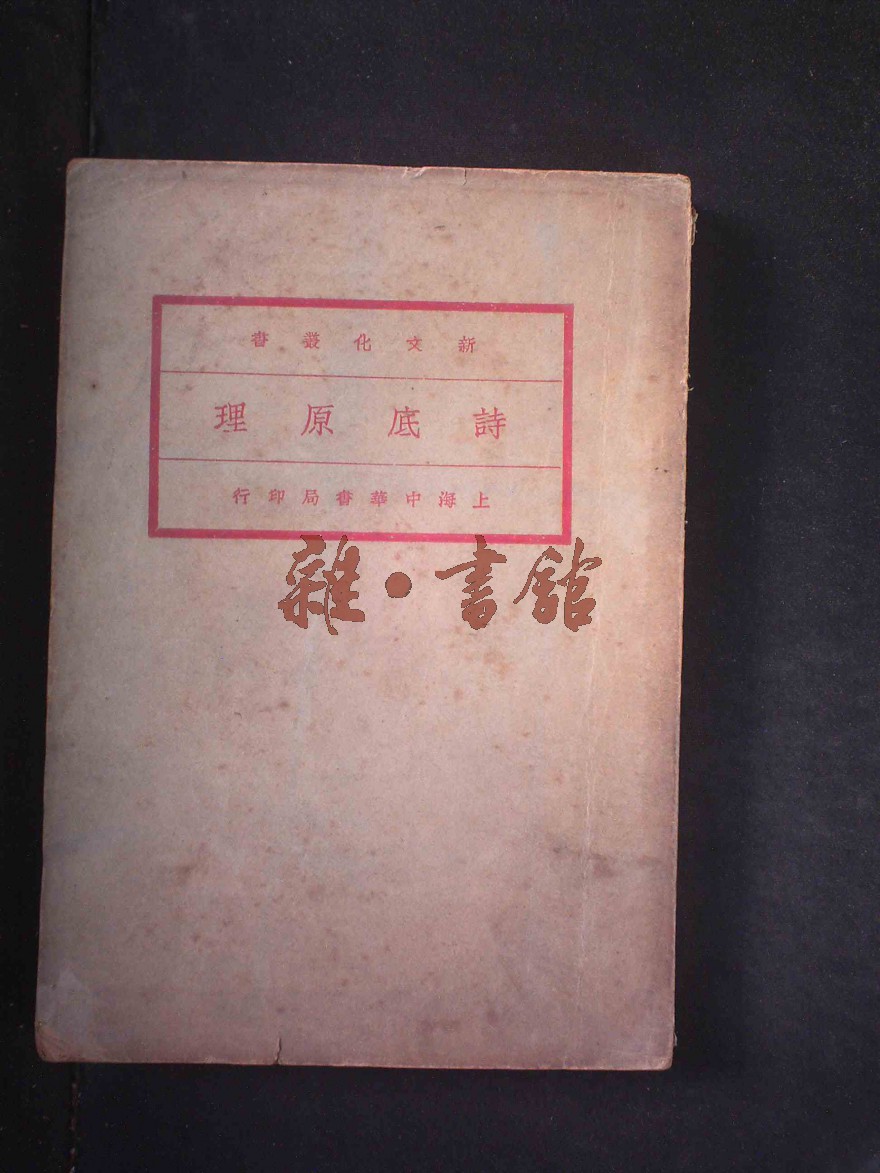 新文化叢書
詩底原理
上海中華書局印行
雜·書館